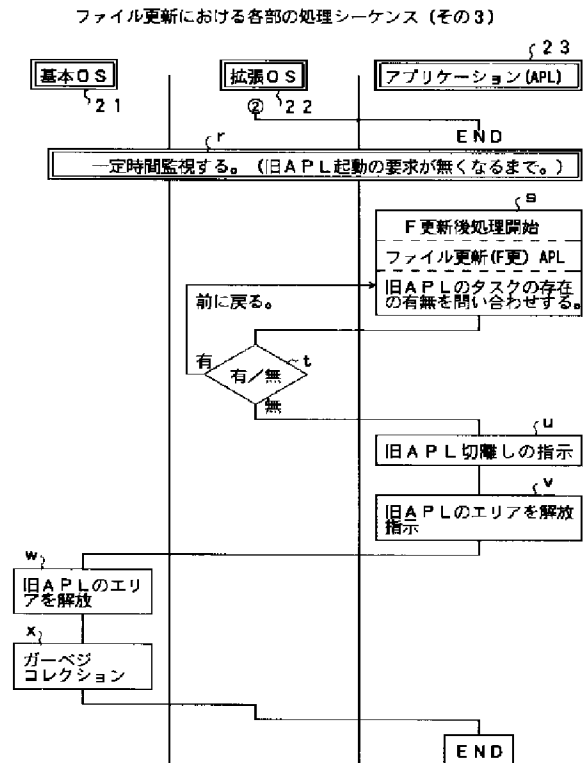 ファイル更新における各部の処理シーケンス (その3)
23
基本OS
拡張OS
アプリケーション(APL)
21
② 22
END
r
一定時間監視する。(旧APL起動の要求が無くなるまで。)
s
F更新後処理開始
ファイル更新(F更) APL
旧APLのタスクの存在
の有無を問い合わせする。
前に戻る。
有
有/無
t
無
u
旧APL切離しの指示
v
旧APLのエリアを解放
指示
w
旧APLのエリ
アを解放
x
ガーベジ
コレクション
END